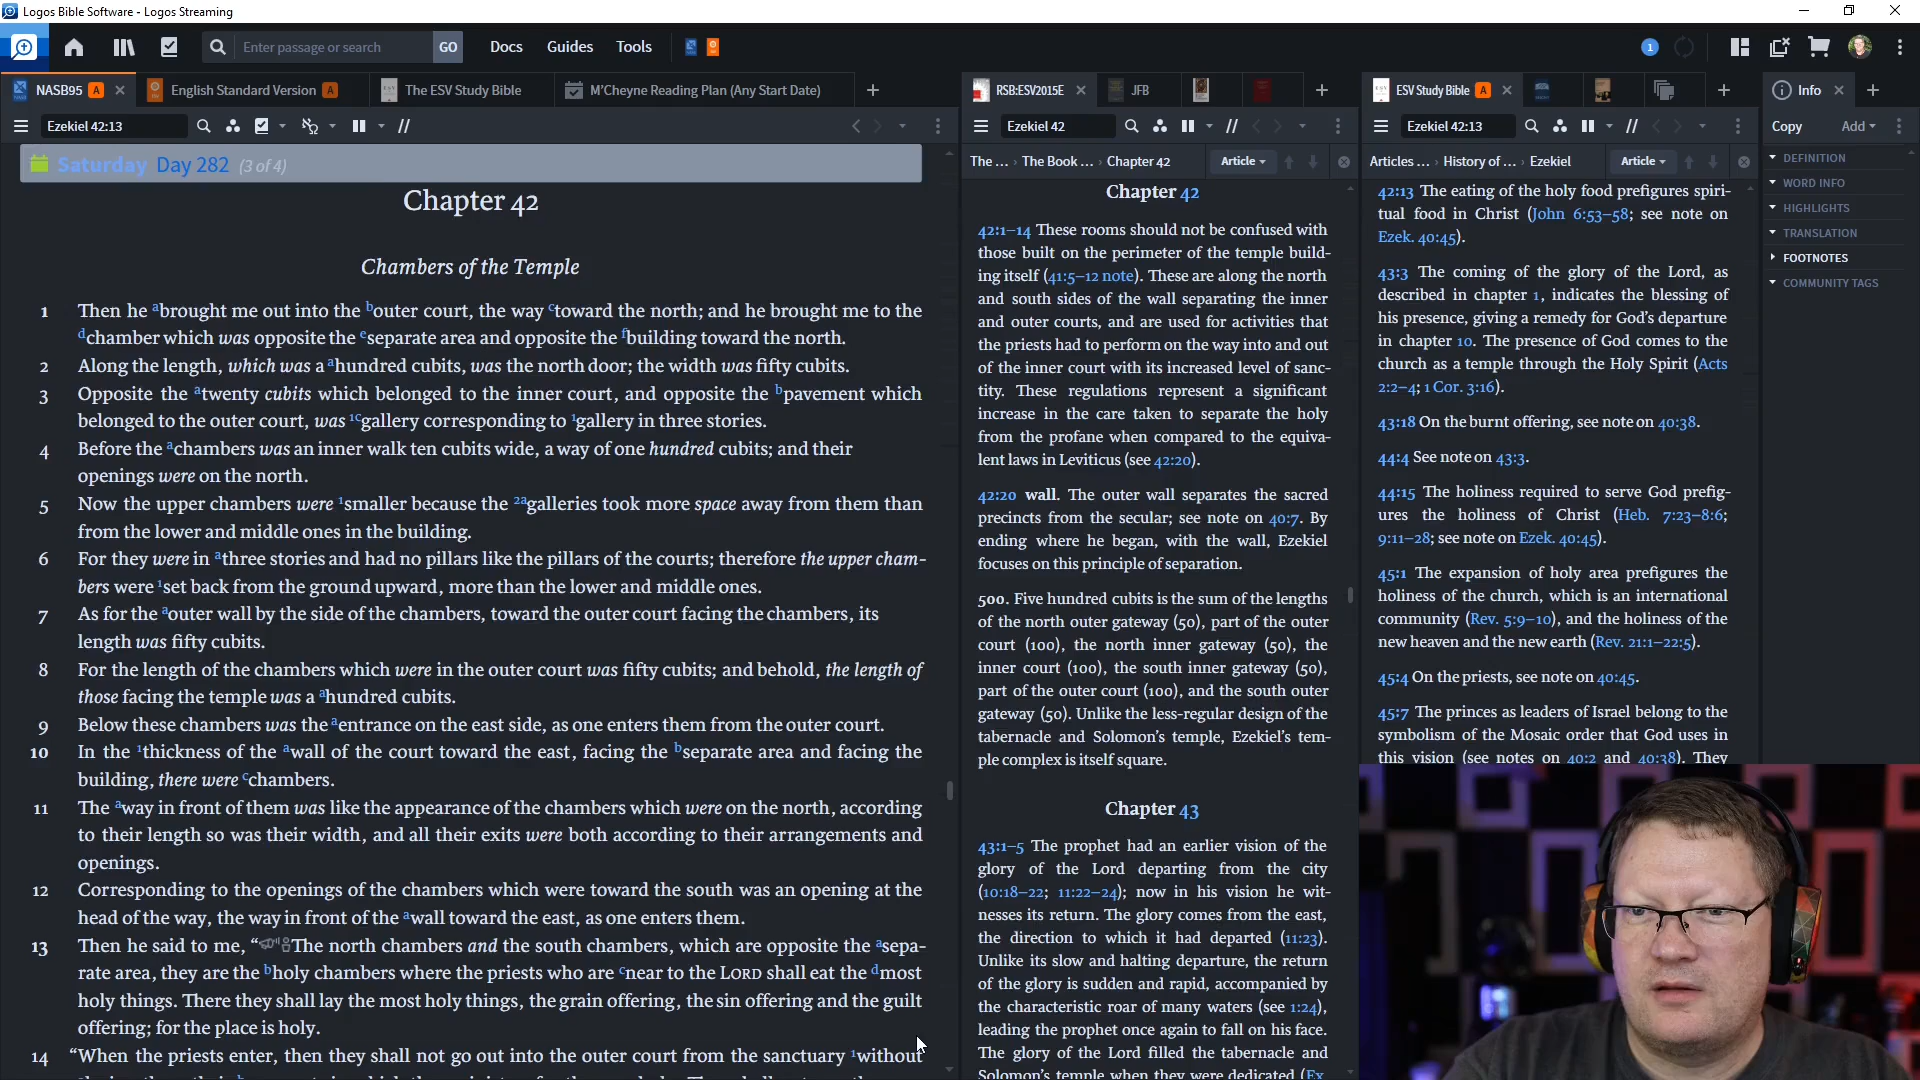 Logos Bible Software - Logos Streaming
Enter passage or search
GO
Docs
Guides
Tools
1
NASB95 A
English Standard Version A
The ESV Study Bible
M'Cheyne Reading Plan (Any Start Date)
Ezekiel 42:13
Saturday Day 282 (3 of 4)
Chapter 42
Chambers of the Temple
1 Then he abrought me out into the bouter court, the way ctoward the north; and he brought me to the
dchamber which was opposite the eseparate area and opposite the fbuilding toward the north.
2 Along the length, which was a ahundred cubits, was the north door; the width was fifty cubits.
3 Opposite the atwenty cubits which belonged to the inner court, and opposite the bpavement which
belonged to the outer court, was 1cgallery corresponding to 1gallery in three stories.
4 Before the achambers was an inner walk ten cubits wide, a way of one hundred cubits; and their
openings were on the north.
5 Now the upper chambers were 1smaller because the 2agalleries took more space away from them than
from the lower and middle ones in the building.
6 For they were in athree stories and had no pillars like the pillars of the courts; therefore the upper cham-
bers were 1set back from the ground upward, more than the lower and middle ones.
7 As for the aouter wall by the side of the chambers, toward the outer court facing the chambers, its
length was fifty cubits.
8 For the length of the chambers which were in the outer court was fifty cubits; and behold, the length of
those facing the temple was a ahundred cubits.
9 Below these chambers was the aentrance on the east side, as one enters them from the outer court.
10 In the 1thickness of the awall of the court toward the east, facing the bseparate area and facing the
building, there were cchambers.
11 The away in front of them was like the appearance of the chambers which were on the north, according
to their length so was their width, and all their exits were both according to their arrangements and
openings.
12 Corresponding to the openings of the chambers which were toward the south was an opening at the
head of the way, the way in front of the awall toward the east, as one enters them.
13 Then he said to me, “The north chambers and the south chambers, which are opposite the asepa-
rate area, they are the bholy chambers where the priests who are cnear to the LORD shall eat the dmost
holy things. There they shall lay the most holy things, the grain offering, the sin offering and the guilt
offering; for the place is holy.
14 “When the priests enter, then they shall not go out into the outer court from the sanctuary 1without
RSB:ESV2015E
JFB
Ezekiel 42
The ... › The Book ... › Chapter 42
Article
Chapter 42
42:1–14 These rooms should not be confused with
those built on the perimeter of the temple build-
ing itself (41:5–12 note). These are along the north
and south sides of the wall separating the inner
and outer courts, and are used for activities that
the priests had to perform on the way into and out
of the inner court with its increased level of sanc-
tity. These regulations represent a significant
increase in the care taken to separate the holy
from the profane when compared to the equiva-
lent laws in Leviticus (see 42:20).
42:20 wall. The outer wall separates the sacred
precincts from the secular; see note on 40:7. By
ending where he began, with the wall, Ezekiel
focuses on this principle of separation.
500. Five hundred cubits is the sum of the lengths
of the north outer gateway (50), part of the outer
court (100), the north inner gateway (50), the
inner court (100), the south inner gateway (50),
part of the outer court (100), and the south outer
gateway (50). Unlike the less-regular design of the
tabernacle and Solomon's temple, Ezekiel's tem-
ple complex is itself square.
Chapter 43
43:1–5 The prophet had an earlier vision of the
glory of the Lord departing from the city
(10:18–22; 11:22–24); now in his vision he wit-
nesses its return. The glory comes from the east,
the direction to which it had departed (11:23).
Unlike its slow and halting departure, the return
of the glory is sudden and rapid, accompanied by
the characteristic roar of many waters (see 1:24),
leading the prophet once again to fall on his face.
The glory of the Lord filled the tabernacle and
Solomon's temple when they were dedicated (Ex.
ESV Study Bible A
Ezekiel 42:13
Articles ... › History of ... › Ezekiel
Article
42:13 The eating of the holy food prefigures spiri-
tual food in Christ (John 6:53–58; see note on
Ezek. 40:45).
43:3 The coming of the glory of the Lord, as
described in chapter 1, indicates the blessing of
his presence, giving a remedy for God's departure
in chapter 10. The presence of God comes to the
church as a temple through the Holy Spirit (Acts
2:2–4; 1 Cor. 3:16).
43:18 On the burnt offering, see note on 40:38.
44:4 See note on 43:3.
44:15 The holiness required to serve God prefig-
ures the holiness of Christ (Heb. 7:23–8:6;
9:11–28; see note on Ezek. 40:45).
45:1 The expansion of holy area prefigures the
holiness of the church, which is an international
community (Rev. 5:9–10), and the holiness of the
new heaven and the new earth (Rev. 21:1–22:5).
45:4 On the priests, see note on 40:45.
45:7 The princes as leaders of Israel belong to the
symbolism of the Mosaic order that God uses in
this vision (see notes on 40:2 and 40:38). They
Info
Copy
Add
DEFINITION
WORD INFO
HIGHLIGHTS
TRANSLATION
FOOTNOTES
COMMUNITY TAGS